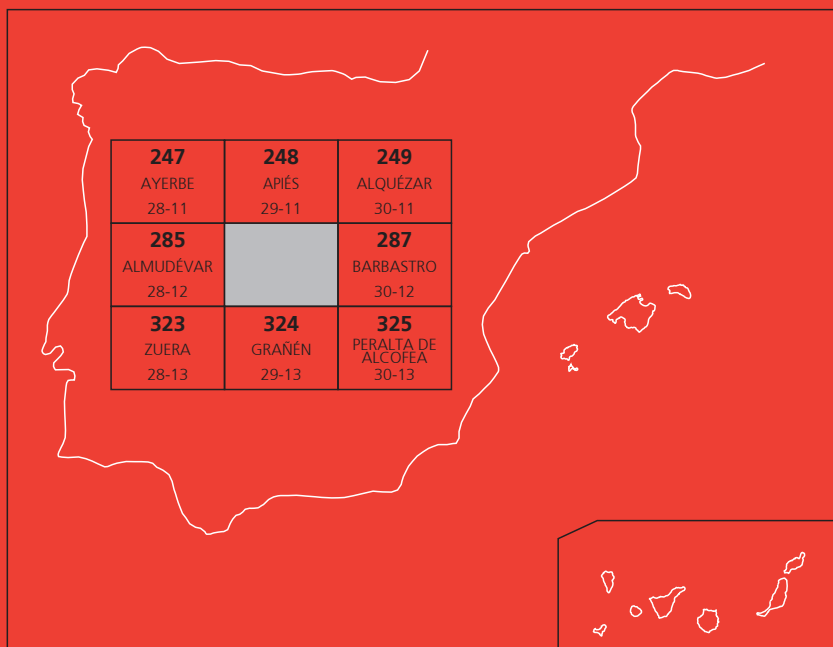 247
AYERBE
28-11
248
APIÉS
29-11
249
ALQUÉZAR
30-11
285
ALMUDÉVAR
28-12
287
BARBASTRO
30-12
323
ZUERA
28-13
324
GRAÑÉN
29-13
325
PERALTA DE
ALCOFEA
30-13